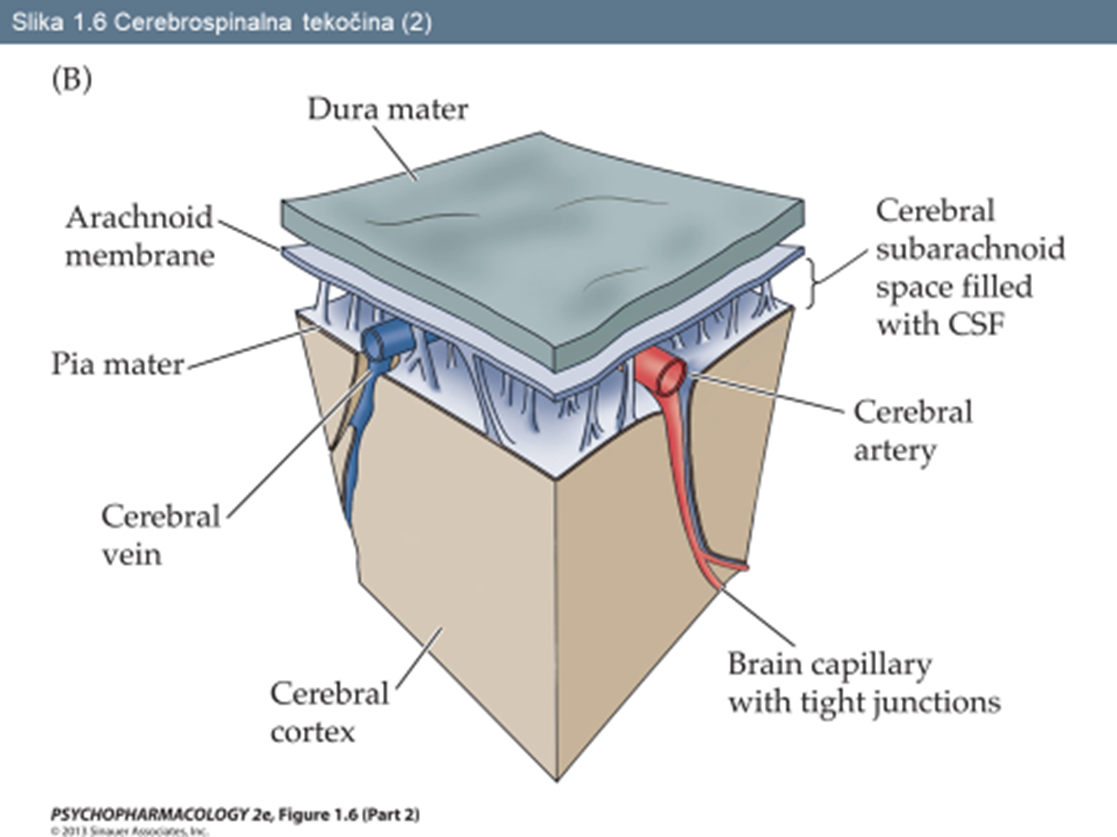 Slika 1.6 Cerebrospinalna tekočina (2)
(B)
Dura mater
Arachnoid
membrane
Cerebral
subarachnoid
space filled
with CSF
Pia mater
Cerebral
artery
Cerebral
vein
Brain capillary
with tight junctions
Cerebral
cortex
PSYCHOPHARMACOLOGY 2e, Figure 1.6 (Part 2)
© 2013 Sinauer Associates, Inc.